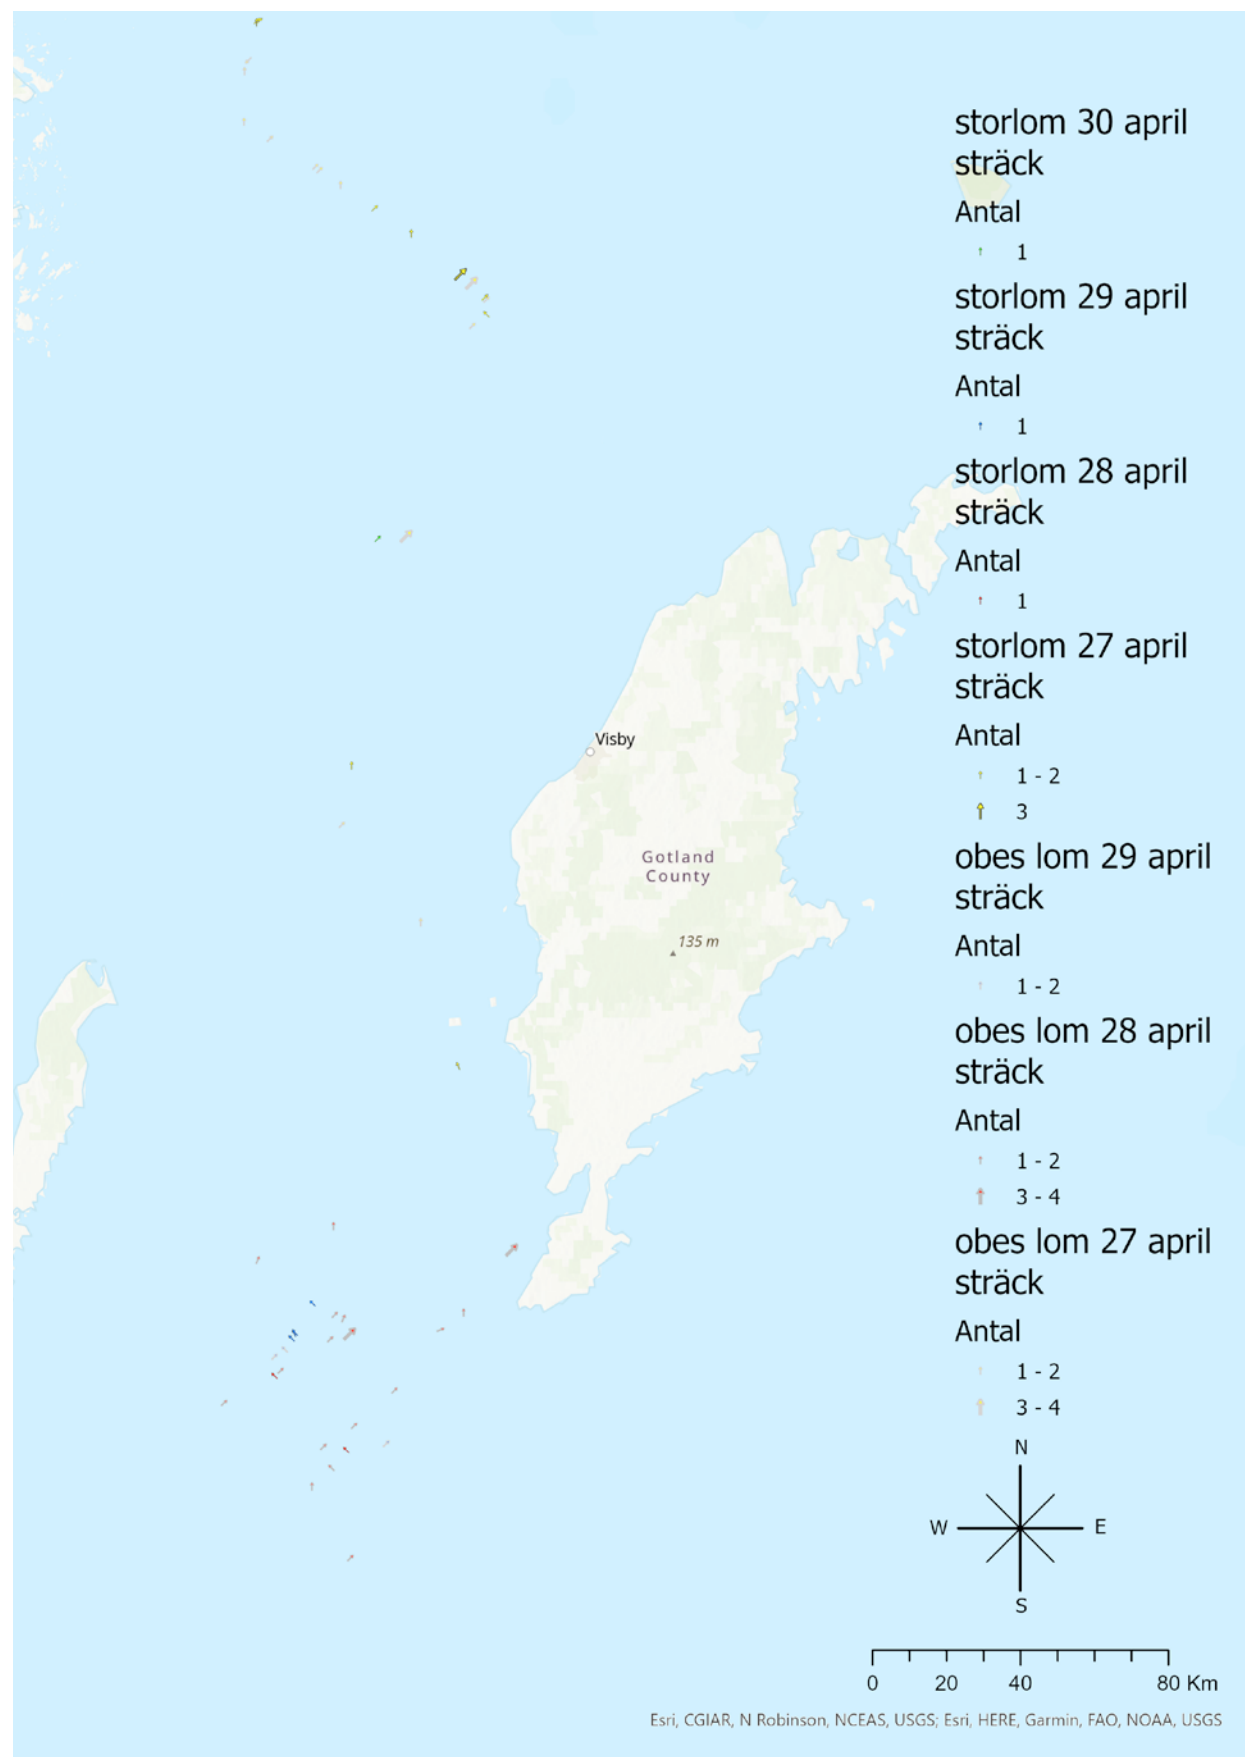 storlom 30 april
sträck
Antal
1
storlom 29 april
sträck
Antal
1
storlom 28 april
sträck
Antal
1
storlom 27 april
sträck
Antal
1 - 2
3
obes lom 29 april
sträck
Antal
1 - 2
obes lom 28 april
sträck
Antal
1 - 2
3 - 4
obes lom 27 april
sträck
Antal
1 - 2
3 - 4
Visby
Gotland
County
135 m
N
W E
S
0 20 40 80 Km
Esri, CGIAR, N Robinson, NCEAS, USGS; Esri, HERE, Garmin, FAO, NOAA, USGS